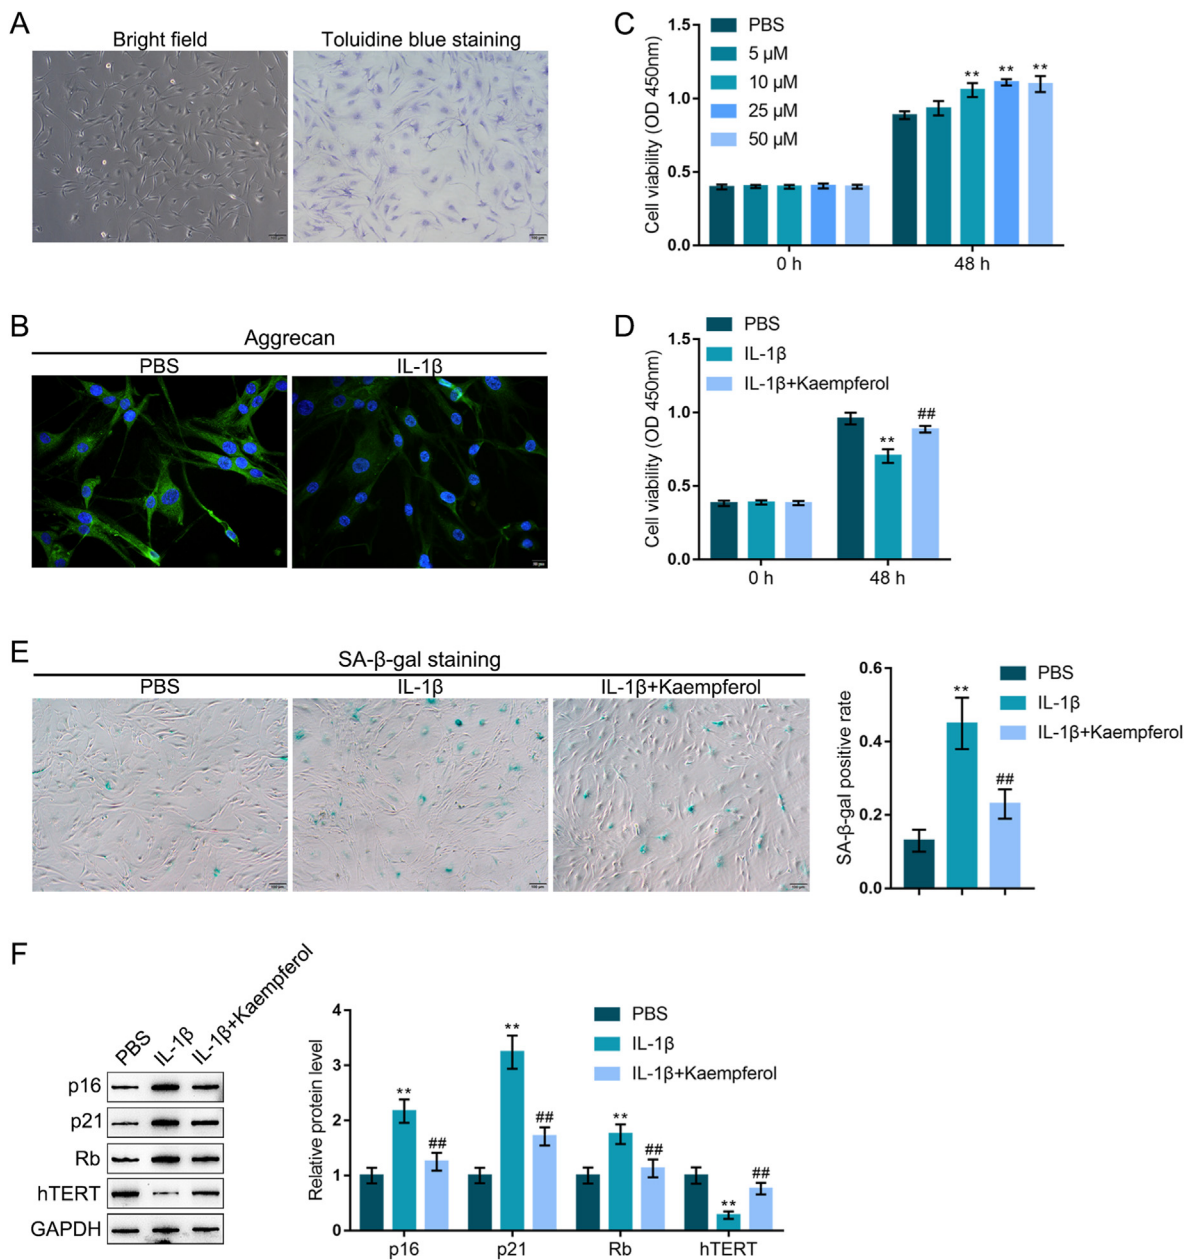 A
Bright field
Toluidine blue staining
B
Aggrecan
PBS
IL-1β
C
Cell viability (OD 450nm)
1.5
1.0
0.5
0.0
PBS
5 μM
10 μM
25 μM
50 μM
**
**
**
0 h
48 h
D
Cell viability (OD 450nm)
1.5
1.0
0.5
0.0
PBS
IL-1β
IL-1β+Kaempferol
**
##
0 h
48 h
E
SA-β-gal staining
PBS
IL-1β
IL-1β+Kaempferol
SA-β-gal positive rate
0.6
0.4
0.2
0.0
**
##
PBS
IL-1β
IL-1β+Kaempferol
F
PBS
IL-1β
IL-1β+Kaempferol
p16
p21
Rb
hTERT
GAPDH
Relative protein level
4
3
2
1
0
PBS
IL-1β
IL-1β+Kaempferol
**
##
**
##
**
##
**
##
p16
p21
Rb
hTERT